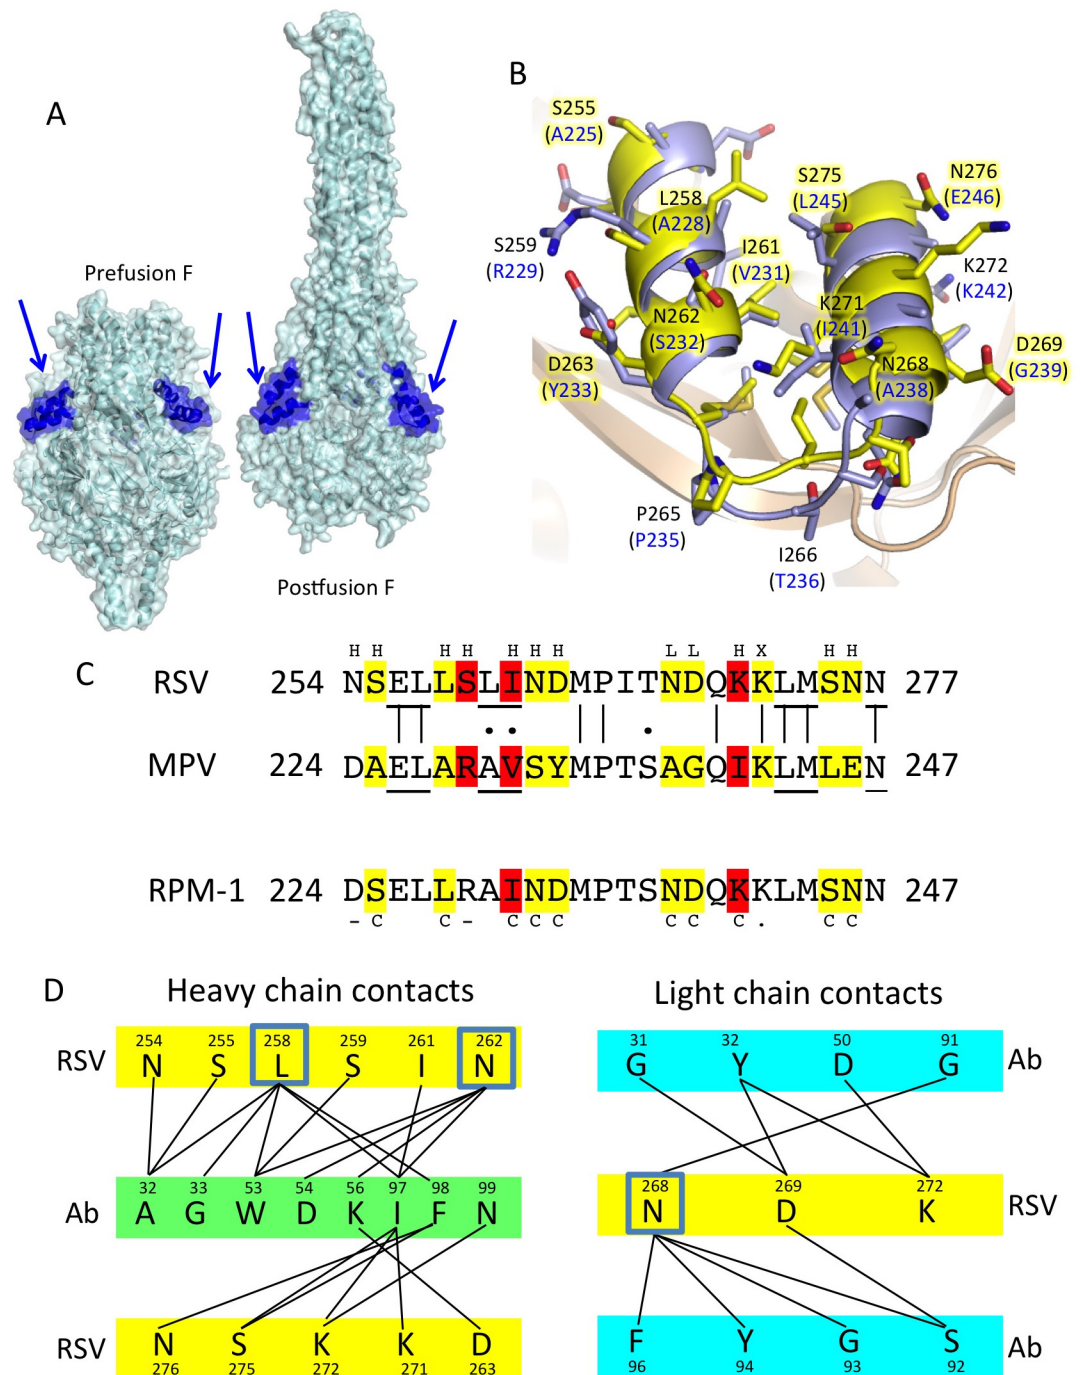 A
Prefusion F
Postfusion F
B
S255
(A225)
L258
(A228)
S259
(R229)
I261
(V231)
N262
(S232)
D263
(Y233)
P265
(P235)
I266
(T236)
S275
(L245)
N276
(E246)
K272
(K242)
K271
(I241)
N268
(A238)
D269
(G239)
C
H H H H H H H L L H X H H
RSV 254 NSELLSLINDMPITNDQKKLMSNN 277
MPV 224 DAELARAVSYMPTSAGQIKLMLEN 247
RPM-1 224 DSELLRAINDMPTSNDQKKLMSNN 247
- C C - C C C C C C . C C
D
Heavy chain contacts
254 255 258 259 261 262
RSV N S L S I N
32 33 53 54 56 97 98 99
Ab A G W D K I F N
RSV N S K K D
276 275 272 271 263
Light chain contacts
31 32 50 91
G Y D G Ab
268 269 272
N D K RSV
F Y G S Ab
96 94 93 92